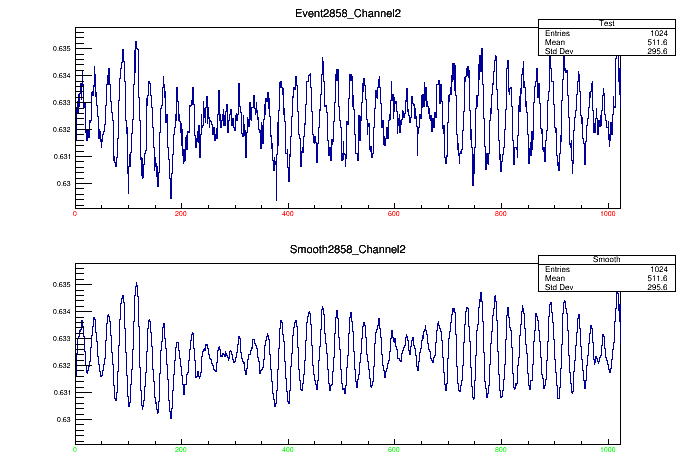 Event2858_Channel2
Test
Entries 1024
Mean 511.6
Std Dev 295.6
0.635
0.634
0.633
0.632
0.631
0.63
0 200 400 600 800 1000
Smooth2858_Channel2
Smooth
Entries 1024
Mean 511.6
Std Dev 295.6
0.635
0.634
0.633
0.632
0.631
0.63
0 200 400 600 800 1000